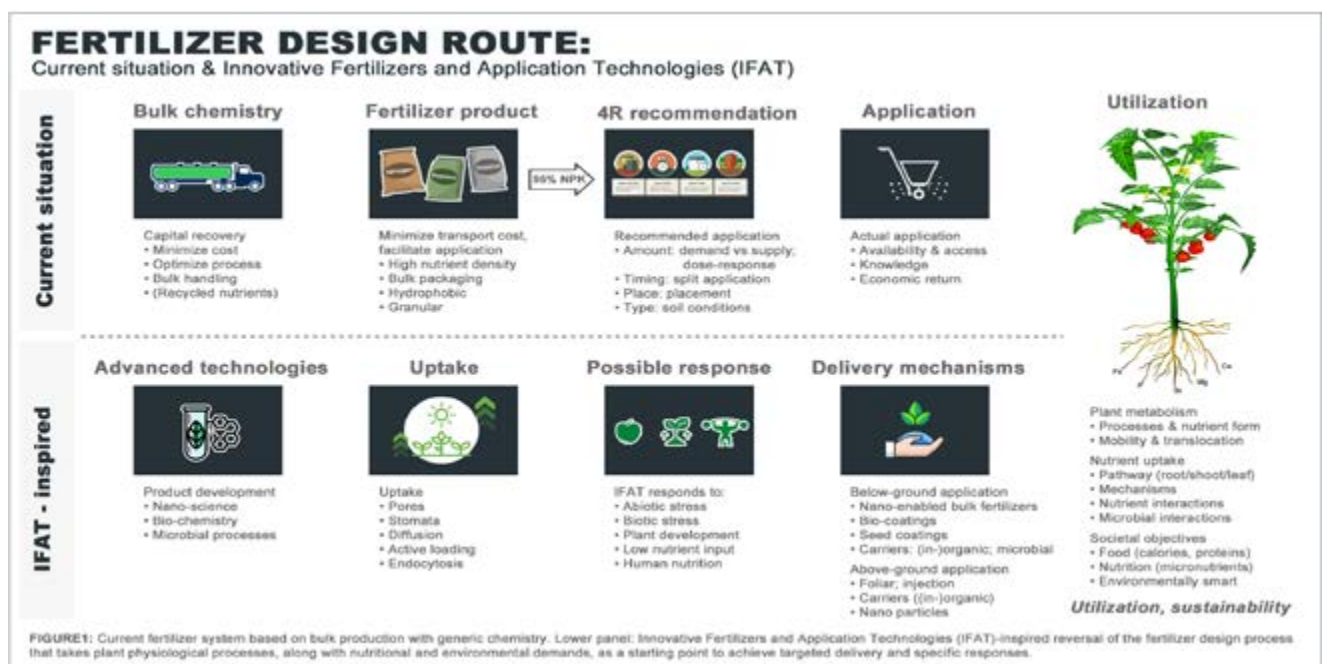 FERTILIZER DESIGN ROUTE:
Current situation & Innovative Fertilizers and Application Technologies (IFAT)
Current situation
Bulk chemistry
Capital recovery
• Minimize cost
• Optimize process
• Bulk handling
• (Recycled nutrients)
Fertilizer product
Minimize transport cost,
facilitate application
• High nutrient density
• Bulk packaging
• Hydrophobic
• Granular
NPK
4R recommendation
Recommended application
• Amount: demand vs supply;
dose-response
• Timing: split application
• Place: placement
• Type: soil conditions
Application
Actual application
• Availability & access
• Knowledge
• Economic return
IFAT - inspired
Advanced technologies
Product development
• Nano-science
• Bio-chemistry
• Microbial processes
Uptake
Uptake
• Pores
• Stomata
• Diffusion
• Active loading
• Endocytosis
Possible response
IFAT responds to:
• Abiotic stress
• Biotic stress
• Plant development
• Low nutrient input
• Human nutrition
Delivery mechanisms
Below-ground application
• Nano-enabled bulk fertilizers
• Bio-coatings
• Seed coatings
• Carriers: (in-)organic; microbial
Above-ground application
• Foliar; injection
• Carriers ((in-)organic)
• Nano particles
Utilization
Plant metabolism
• Processes & nutrient form
• Mobility & translocation
Nutrient uptake
• Pathway (root/shoot/leaf)
• Mechanisms
• Nutrient interactions
• Microbial interactions
Societal objectives
• Food (calories, proteins)
• Nutrition (micronutrients)
• Environmentally smart
Utilization, sustainability
FIGURE1: Current fertilizer system based on bulk production with generic chemistry. Lower panel: Innovative Fertilizers and Application Technologies (IFAT)-inspired reversal of the fertilizer design process
that takes plant physiological processes, along with nutritional and environmental demands, as a starting point to achieve targeted delivery and specific responses.